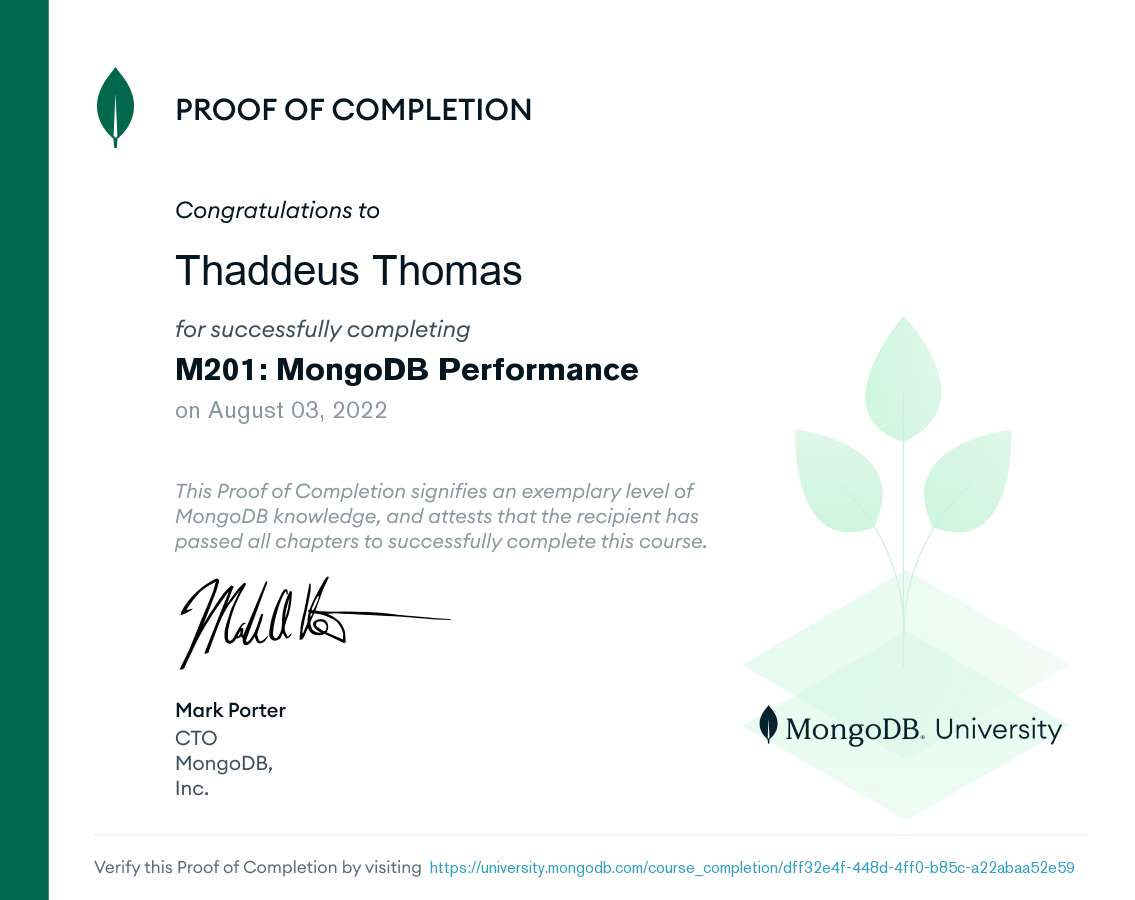 PROOF OF COMPLETION
Congratulations to
Thaddeus Thomas
for successfully completing
M201: MongoDB Performance
on August 03, 2022
This Proof of Completion signifies an exemplary level of
MongoDB knowledge, and attests that the recipient has
passed all chapters to successfully complete this course.
Mark Porter
CTO
MongoDB,
Inc.
MongoDB. University
Verify this Proof of Completion by visiting https://university.mongodb.com/course_completion/dff32e4f-448d-4ff0-b85c-a22abaa52e59